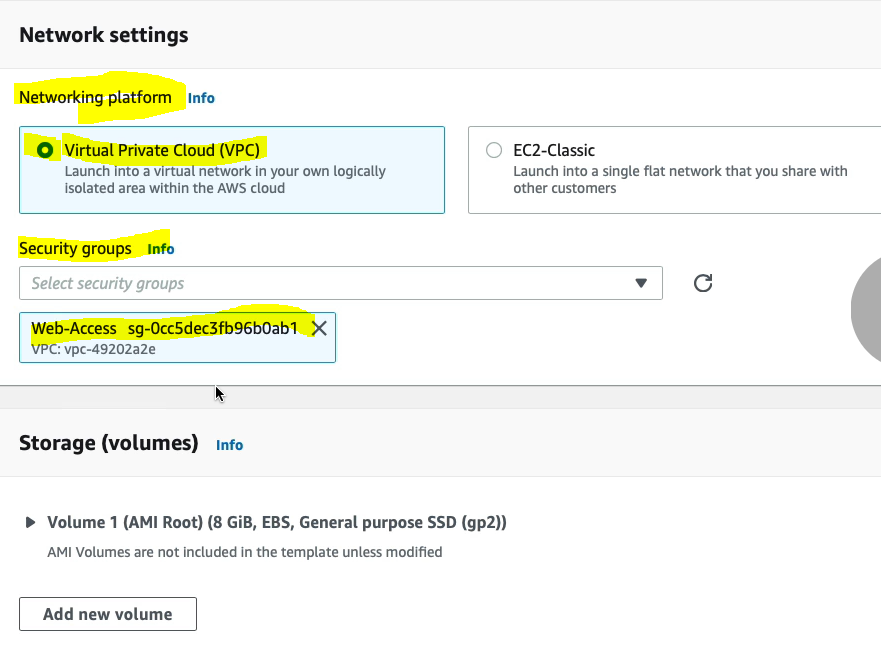 Network settings
Networking platform Info
Virtual Private Cloud (VPC)
Launch into a virtual network in your own logically
isolated area within the AWS cloud
EC2-Classic
Launch into a single flat network that you share with
other customers
Security groups Info
Select security groups
Web-Access sg-0cc5dec3fb96b0ab1
VPC: vpc-49202a2e
Storage (volumes) Info
Volume 1 (AMI Root) (8 GiB, EBS, General purpose SSD (gp2))
AMI Volumes are not included in the template unless modified
Add new volume